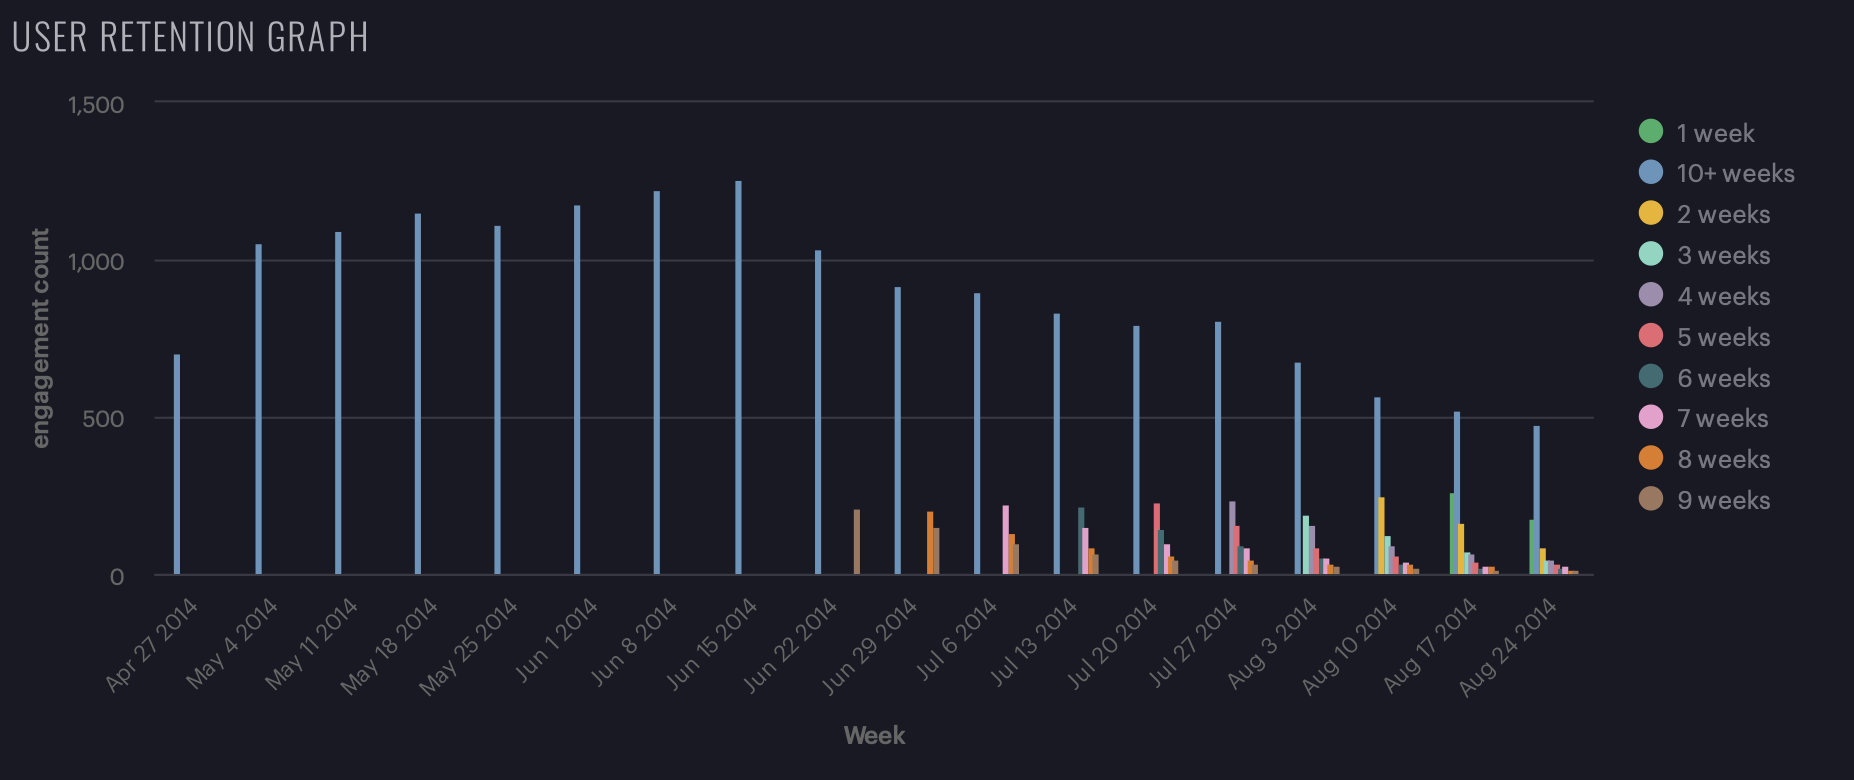 USER RETENTION GRAPH
1,500
1,000
500
0
engagement count
Apr 27 2014
May 4 2014
May 11 2014
May 18 2014
May 25 2014
Jun 1 2014
Jun 8 2014
Jun 15 2014
Jun 22 2014
Jun 29 2014
Jul 6 2014
Jul 13 2014
Jul 20 2014
Jul 27 2014
Aug 3 2014
Aug 10 2014
Aug 17 2014
Aug 24 2014
Week
1 week
10+ weeks
2 weeks
3 weeks
4 weeks
5 weeks
6 weeks
7 weeks
8 weeks
9 weeks